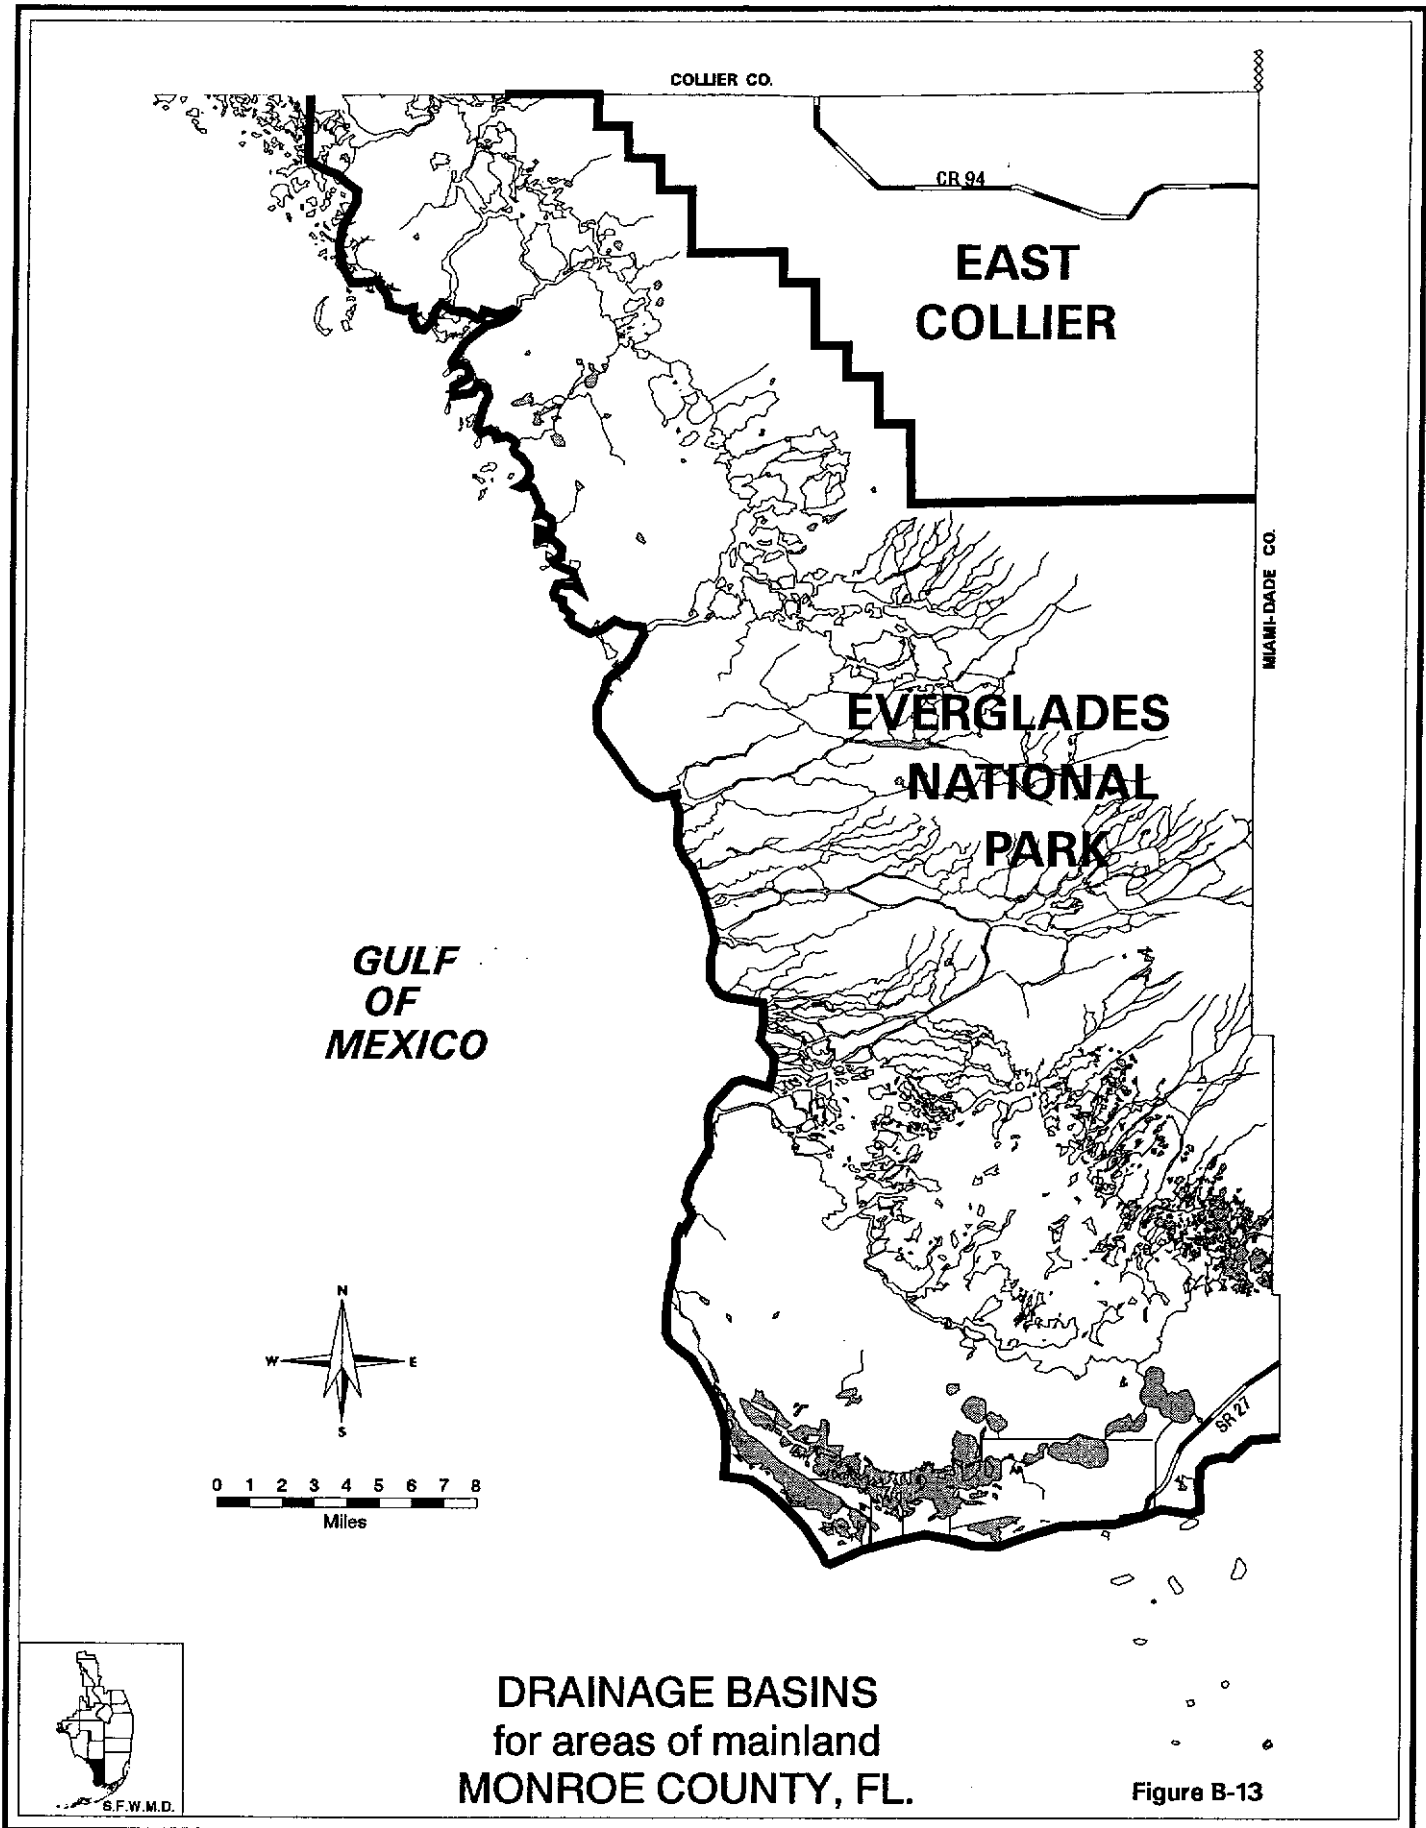 COLLIER CO.
CR 94
EAST
COLLIER
MIAMI-DADE CO.
EVERGLADES
NATIONAL
PARK
GULF
OF
MEXICO
N
W E
S
SR 27
0 1 2 3 4 5 6 7 8
Miles
S.F.W.M.D.
DRAINAGE BASINS
for areas of mainland
MONROE COUNTY, FL.
Figure B-13